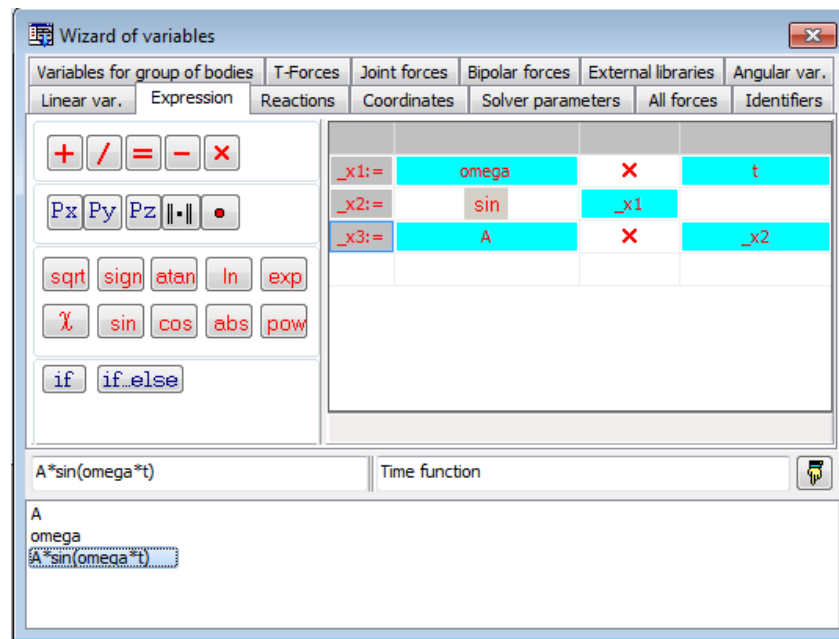 Wizard of variables
Variables for group of bodies T-Forces Joint forces Bipolar forces External libraries Angular var.
Linear var. Expression Reactions Coordinates Solver parameters All forces Identifiers
+ / = − ×
Px Py Pz ‖•‖ •
sqrt sign atan ln exp
χ sin cos abs pow
if if...else
_x1:= omega × t
_x2:= sin _x1
_x3:= A × _x2
A*sin(omega*t) Time function
A
omega
A*sin(omega*t)